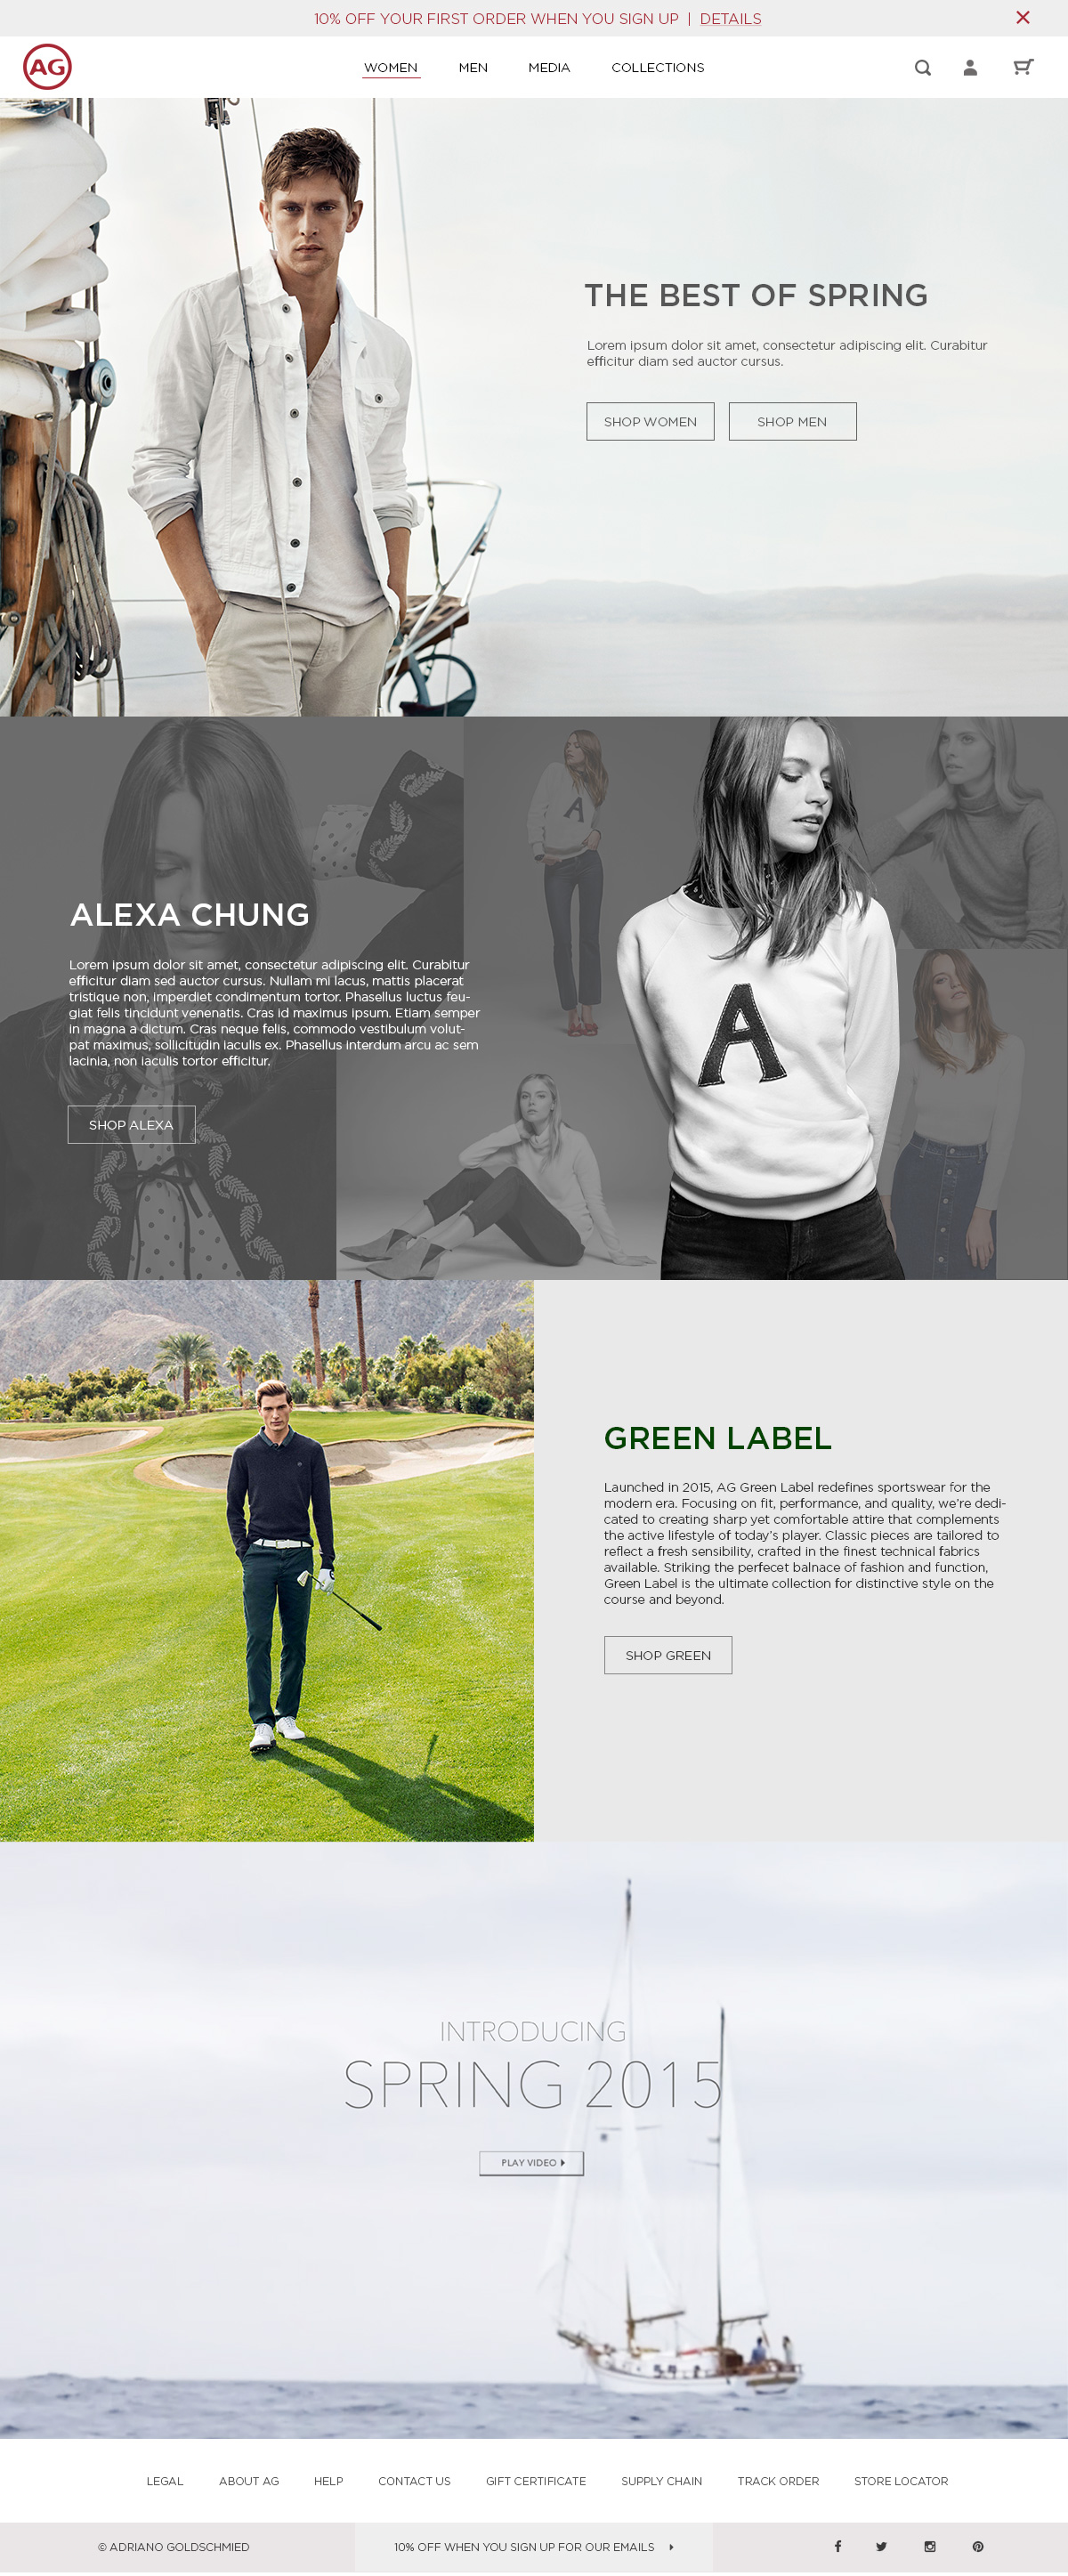 10% OFF YOUR FIRST ORDER WHEN YOU SIGN UP | DETAILS
AG
WOMEN MEN MEDIA COLLECTIONS
THE BEST OF SPRING
Lorem ipsum dolor sit amet, consectetur adipiscing elit. Curabitur
efficitur diam sed auctor cursus.
SHOP WOMEN SHOP MEN
A
A
ALEXA CHUNG
Lorem ipsum dolor sit amet, consectetur adipiscing elit. Curabitur
efficitur diam sed auctor cursus. Nullam mi lacus, mattis placerat
tristique non, imperdiet condimentum tortor. Phasellus luctus feu-
giat felis tincidunt venenatis. Cras id maximus ipsum. Etiam semper
in magna a dictum. Cras neque felis, commodo vestibulum volut-
pat maximus, sollicitudin iaculis ex. Phasellus interdum arcu ac sem
lacinia, non iaculis tortor efficitur.
SHOP ALEXA
GREEN LABEL
Launched in 2015, AG Green Label redefines sportswear for the
modern era. Focusing on fit, performance, and quality, we're dedi-
cated to creating sharp yet comfortable attire that complements
the active lifestyle of today's player. Classic pieces are tailored to
reflect a fresh sensibility, crafted in the finest technical fabrics
available. Striking the perfecet balnace of fashion and function,
Green Label is the ultimate collection for distinctive style on the
course and beyond.
SHOP GREEN
INTRODUCING
SPRING 2015
PLAY VIDEO
LEGAL ABOUT AG HELP CONTACT US GIFT CERTIFICATE SUPPLY CHAIN TRACK ORDER STORE LOCATOR
© ADRIANO GOLDSCHMIED 10% OFF WHEN YOU SIGN UP FOR OUR EMAILS